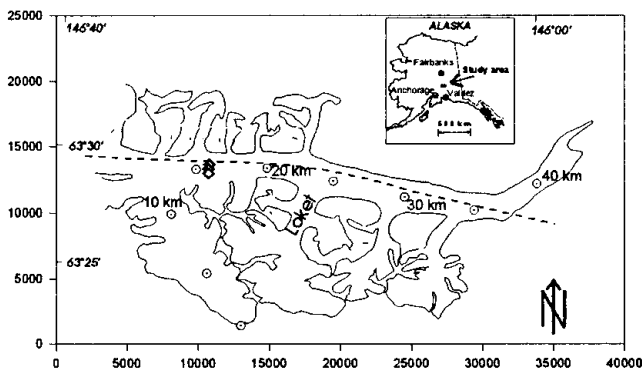 25000
20000
15000
10000
5000
0
0
5000
10000
15000
20000
25000
30000
35000
40000
146°40'
146°00'
63°30'
63°25'
ALASKA
Fairbanks
Study area
Anchorage
Valdez
500 km
20 km
40 km
10 km
30 km
Loket
N